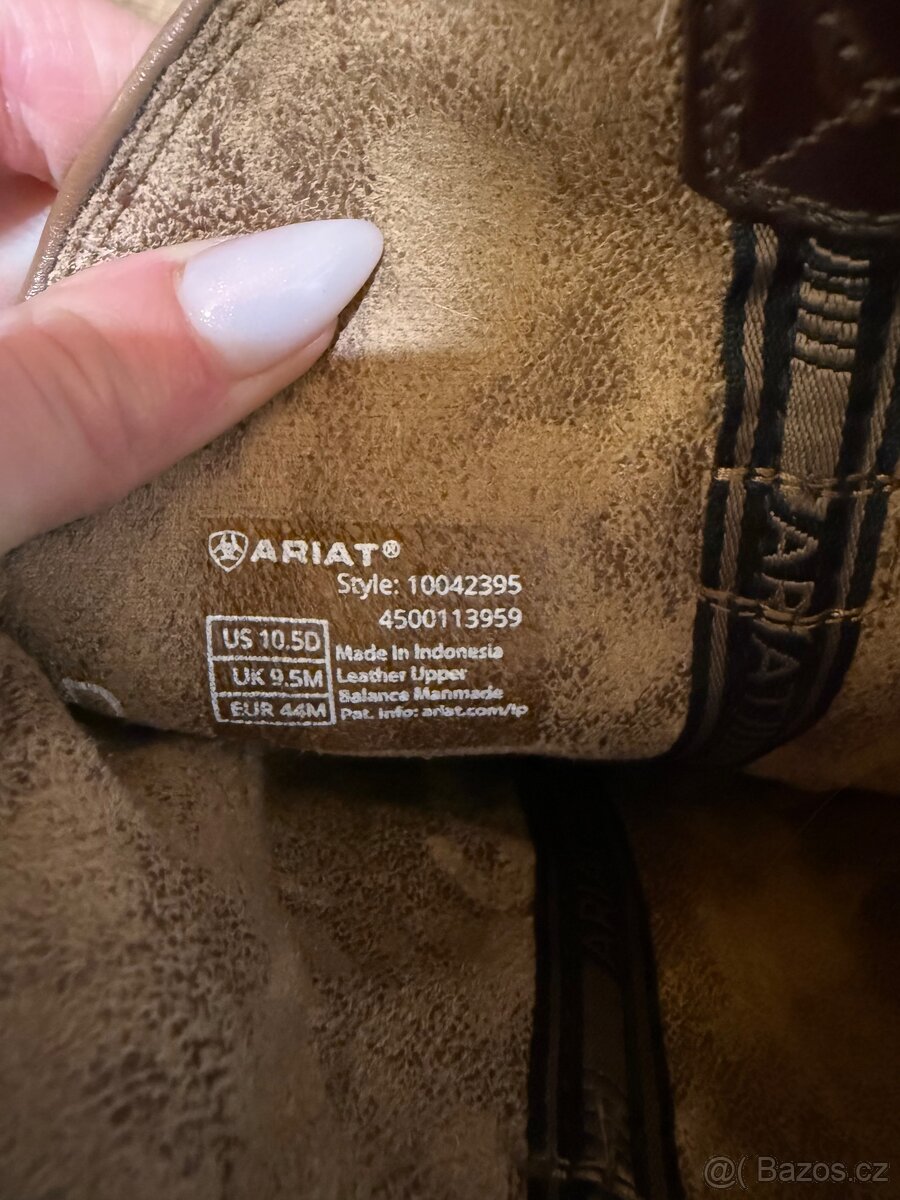 ARIAT®
Style: 10042395
4500113959
US 10.5D
UK 9.5M
EUR 44M
Made In Indonesia
Leather Upper
Balance Manmade
Pat. Info: ariat.com/ip
ARIAT
@( Bazos.cz